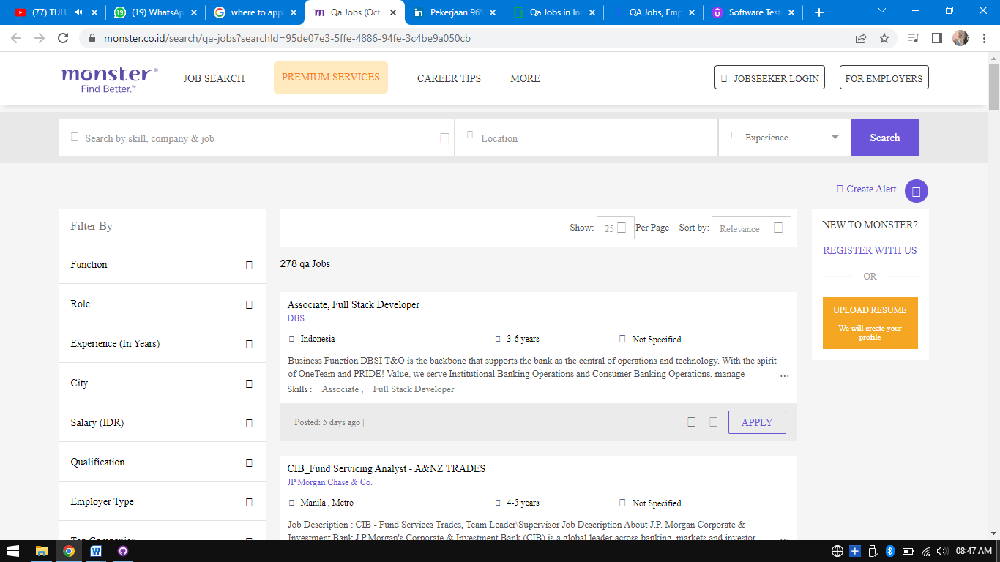 (77) TULU
(19) WhatsAp
where to app
Qa Jobs (Oct
Pekerjaan 965
Qa Jobs in Ind
QA Jobs, Emp
Software Test
monster.co.id/search/qa-jobs?searchId=95de07e3-5ffe-4886-94fe-3c4be9a050cb
monster®
Find Better.™
JOB SEARCH
PREMIUM SERVICES
CAREER TIPS
MORE
JOBSEEKER LOGIN
FOR EMPLOYERS
Search by skill, company & job
Location
Experience
Search
Create Alert
Filter By
Function
Role
Experience (In Years)
City
Salary (IDR)
Qualification
Employer Type
Top Companies
Show: 25 Per Page Sort by: Relevance
278 qa Jobs
Associate, Full Stack Developer
DBS
Indonesia
3-6 years
Not Specified
Business Function DBSI T&O is the backbone that supports the bank as the central of operations and technology. With the spirit
of OneTeam and PRIDE! Value, we serve Institutional Banking Operations and Consumer Banking Operations, manage ...
Skills : Associate , Full Stack Developer
Posted: 5 days ago |
APPLY
CIB_Fund Servicing Analyst - A&NZ TRADES
JP Morgan Chase & Co.
Manila , Metro
4-5 years
Not Specified
Job Description : CIB - Fund Services Trades, Team Leader\Supervisor Job Description About J.P. Morgan Corporate &
Investment Bank J.P.Morgan's Corporate & Investment Bank (CIB) is a global leader across banking, markets and investor ...
NEW TO MONSTER?
REGISTER WITH US
OR
UPLOAD RESUME
We will create your
profile
08:47 AM